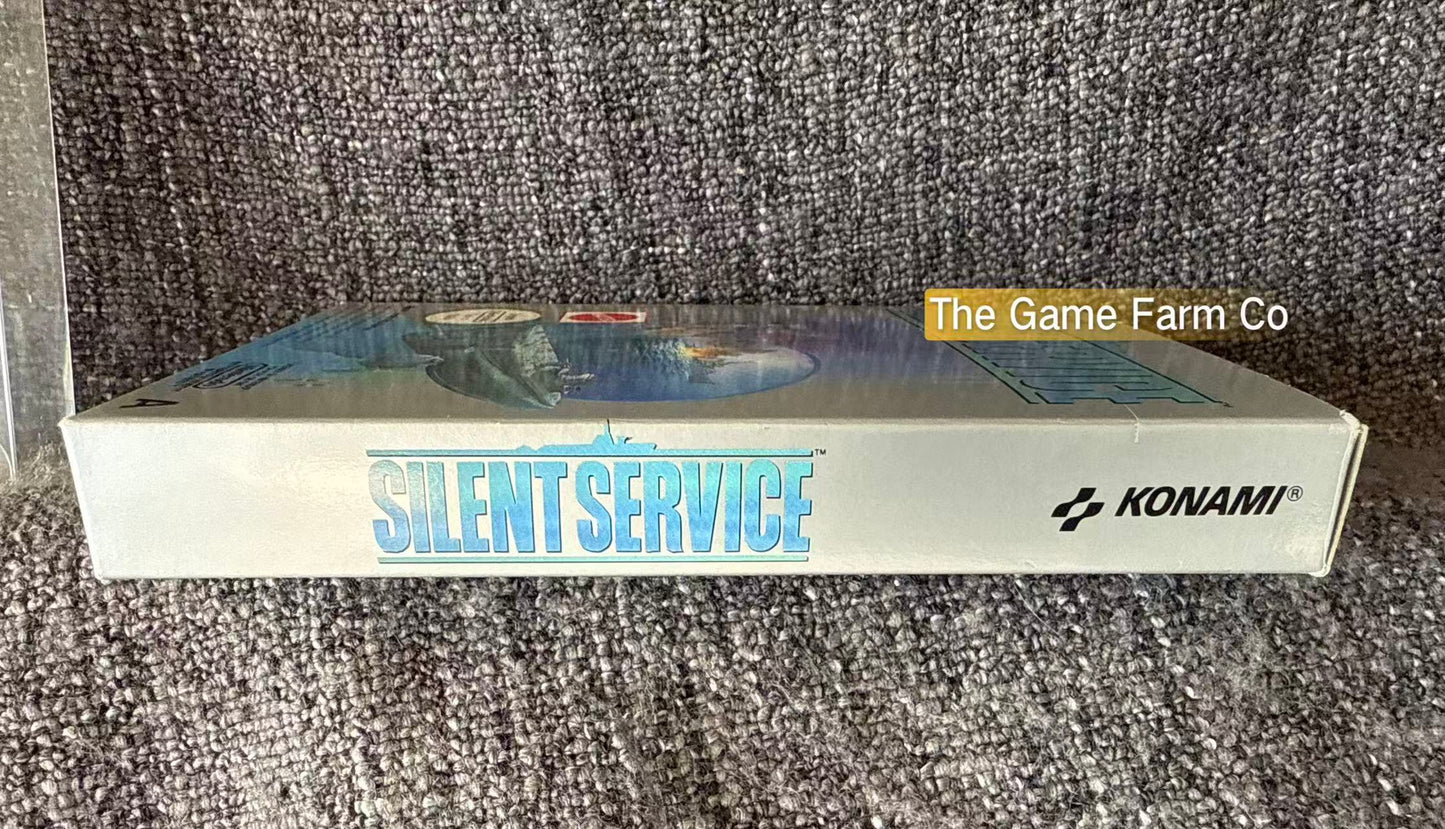 The Game Farm Co
SILENT SERVICE™
KONAMI®